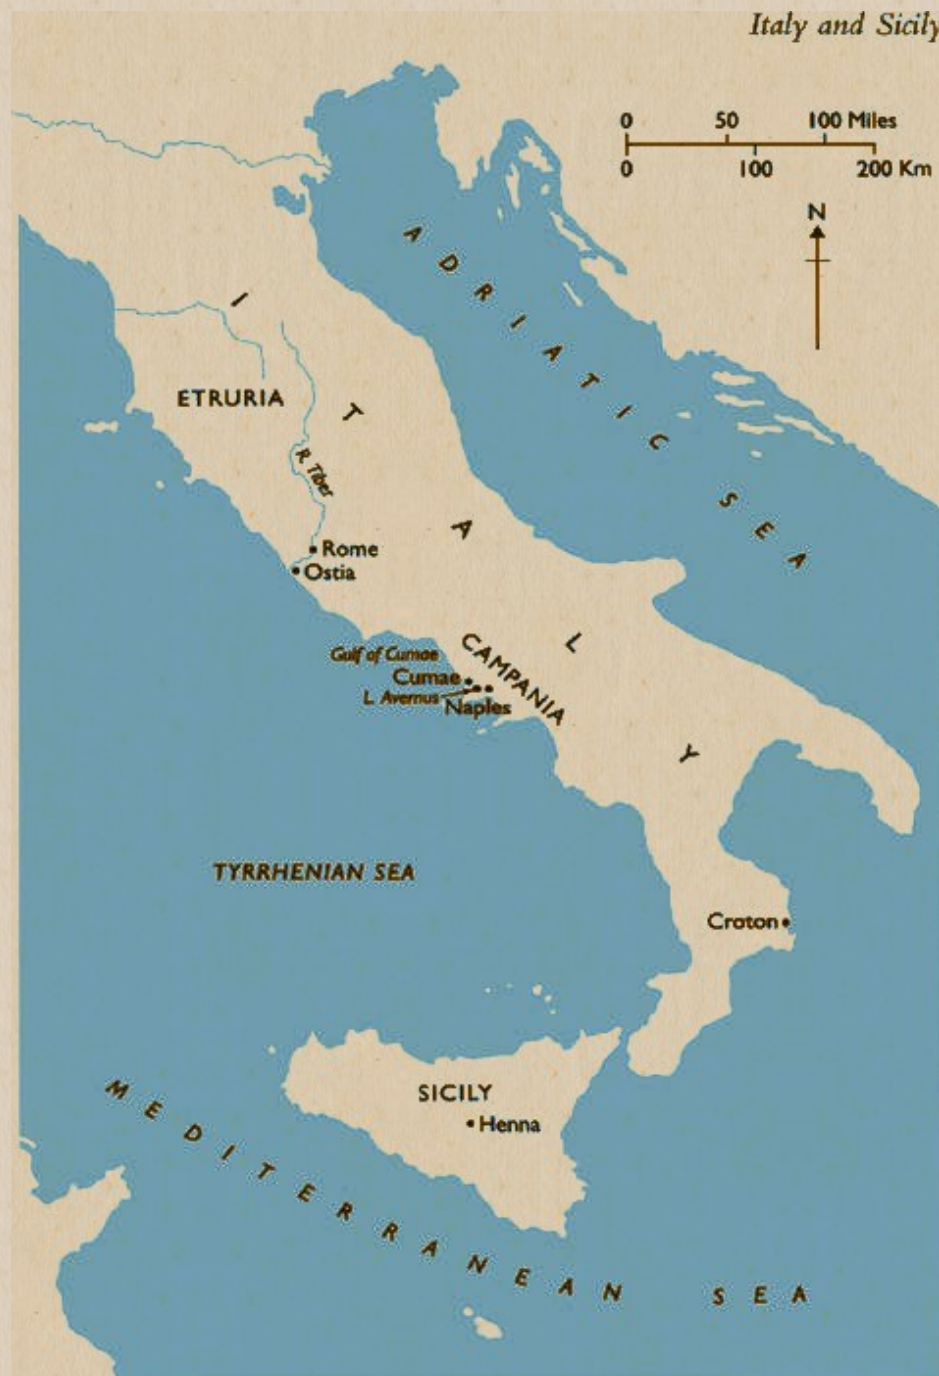 Italy and Sicily
0 50 100 Miles
0 100 200 Km
N
ADRIATIC SEA
ITALY
ETRURIA
R. Tiber
Rome
Ostia
Gulf of Cumae
CAMPANIA
Cumae
L. Avernus
Naples
TYRRHENIAN SEA
Croton
SICILY
Henna
MEDITERRANEAN SEA